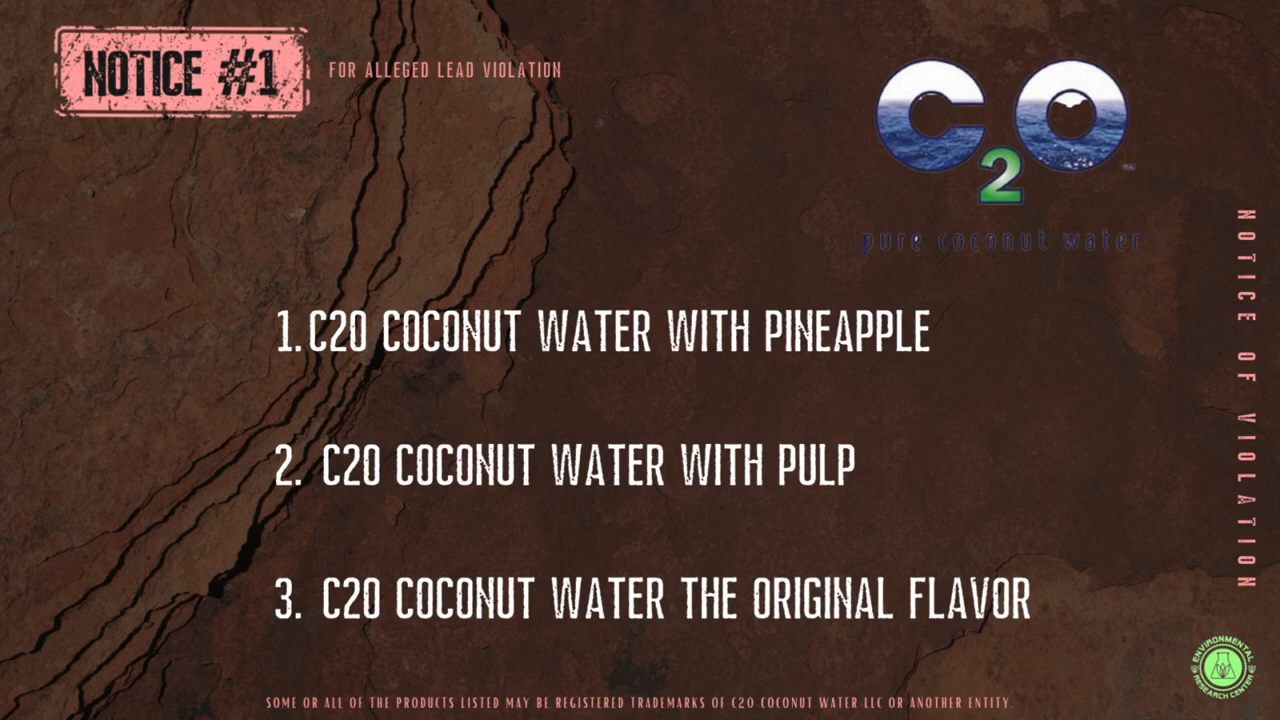 NOTICE #1
FOR ALLEGED LEAD VIOLATION
C2O
™
pure coconut water
1. C20 COCONUT WATER WITH PINEAPPLE
2. C20 COCONUT WATER WITH PULP
3. C20 COCONUT WATER THE ORIGINAL FLAVOR
NOTICE OF VIOLATION
ENVIRONMENTAL
RESEARCH CENTER
SOME OR ALL OF THE PRODUCTS LISTED MAY BE REGISTERED TRADEMARKS OF C20 COCONUT WATER LLC OR ANOTHER ENTITY.